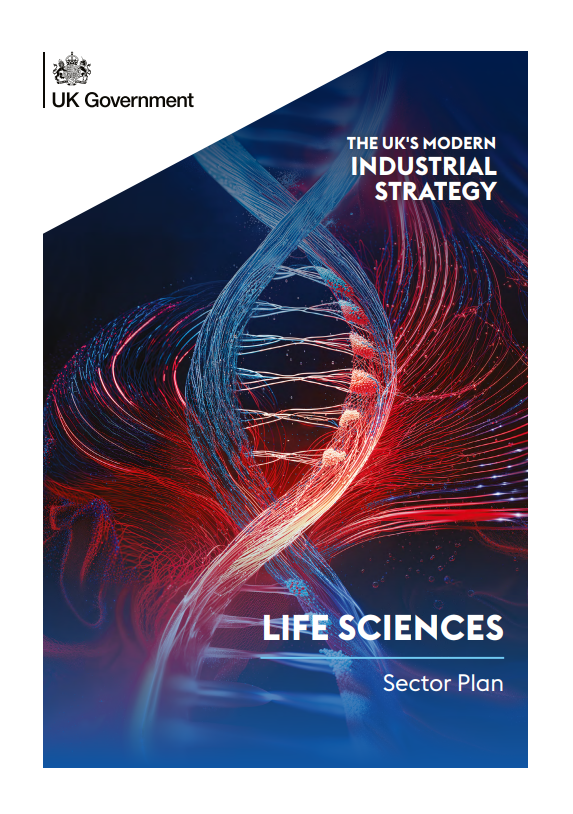 UK Government
THE UK'S MODERN
INDUSTRIAL
STRATEGY
LIFE SCIENCES
Sector Plan